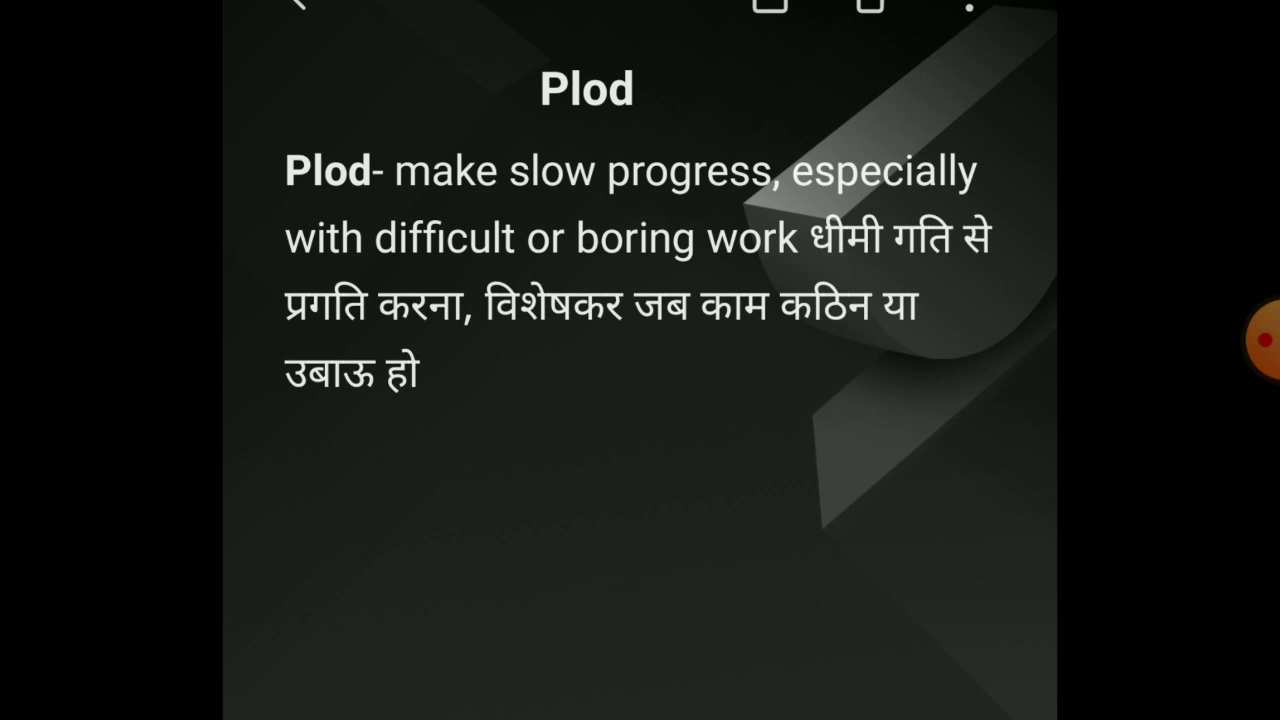 Plod
Plod- make slow progress, especially
with difficult or boring work धीमी गति से
प्रगति करना, विशेषकर जब काम कठिन या
उबाऊ हो